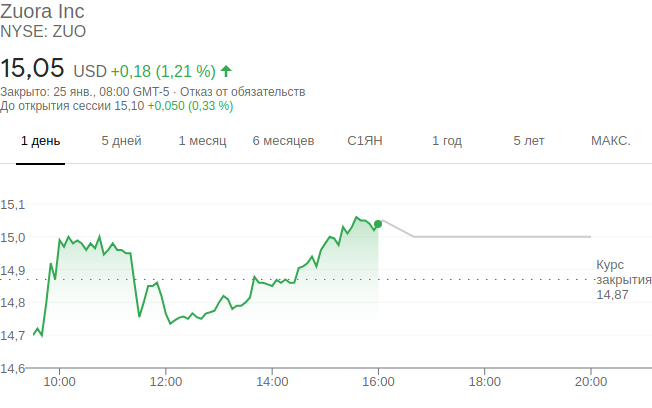 Zuora Inc
NYSE: ZUO
15,05 USD +0,18 (1,21 %)
Закрыто: 25 янв., 08:00 GMT-5 · Отказ от обязательств
До открытия сессии 15,10 +0,050 (0,33 %)
1 день 5 дней 1 месяц 6 месяцев С1ЯН 1 год 5 лет МАКС.
15,1
15,0
14,9
14,8
14,7
14,6
Курс
закрытия
14,87
10:00 12:00 14:00 16:00 18:00 20:00